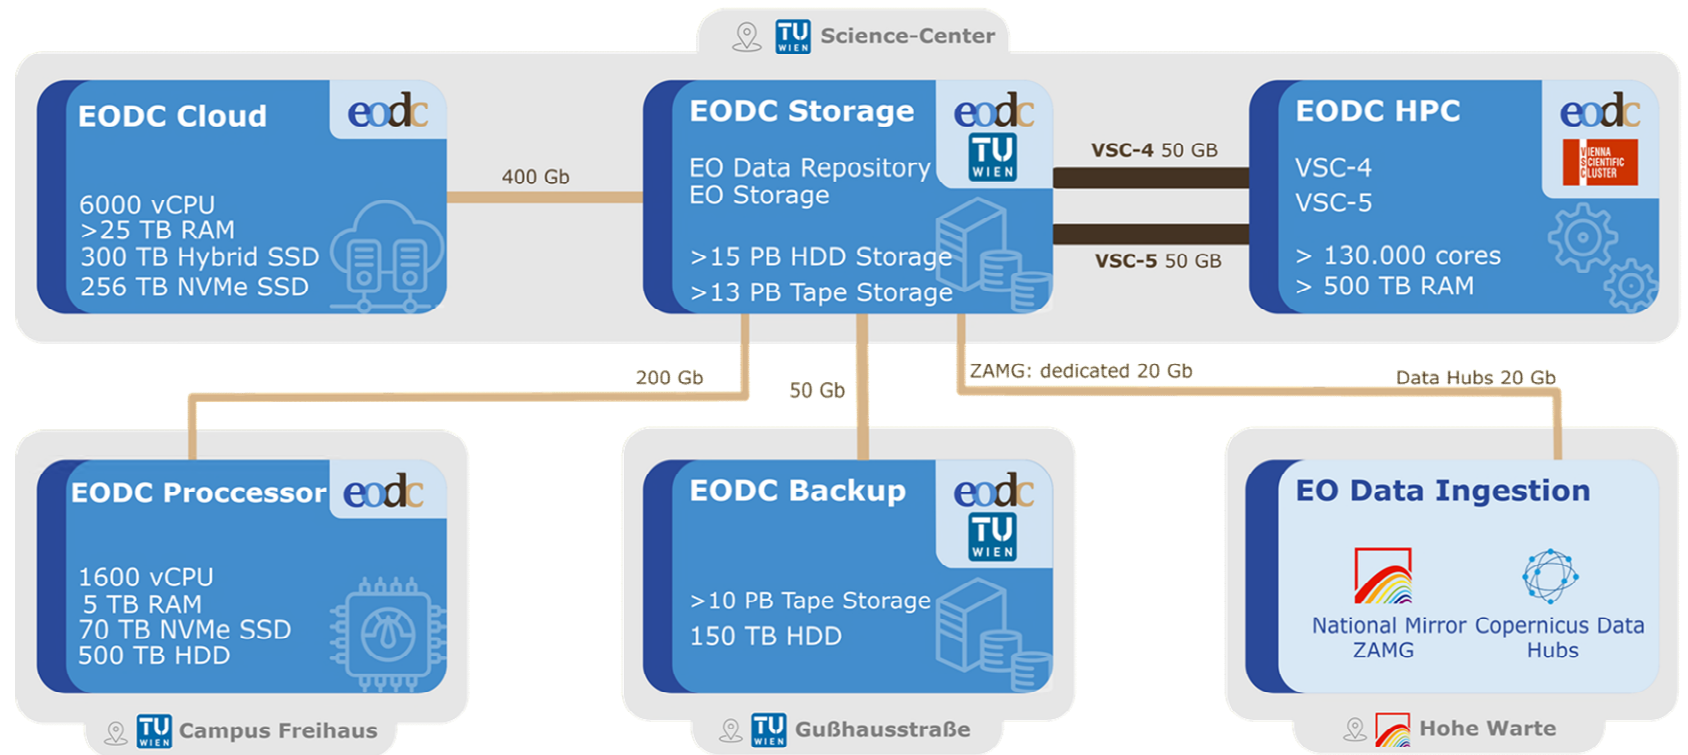 TU WIEN Science-Center
EODC Cloud
eodc
6000 vCPU
>25 TB RAM
300 TB Hybrid SSD
256 TB NVMe SSD
400 Gb
EODC Storage
eodc
TU WIEN
EO Data Repository
EO Storage
>15 PB HDD Storage
>13 PB Tape Storage
VSC-4 50 GB
VSC-5 50 GB
EODC HPC
eodc
VIENNA
SCIENTIFIC
CLUSTER
VSC-4
VSC-5
> 130.000 cores
> 500 TB RAM
200 Gb
50 Gb
ZAMG: dedicated 20 Gb
Data Hubs 20 Gb
EODC Proccessor
eodc
1600 vCPU
5 TB RAM
70 TB NVMe SSD
500 TB HDD
TU WIEN Campus Freihaus
EODC Backup
eodc
TU WIEN
>10 PB Tape Storage
150 TB HDD
TU WIEN Gußhausstraße
EO Data Ingestion
National Mirror
ZAMG
Copernicus Data
Hubs
Hohe Warte